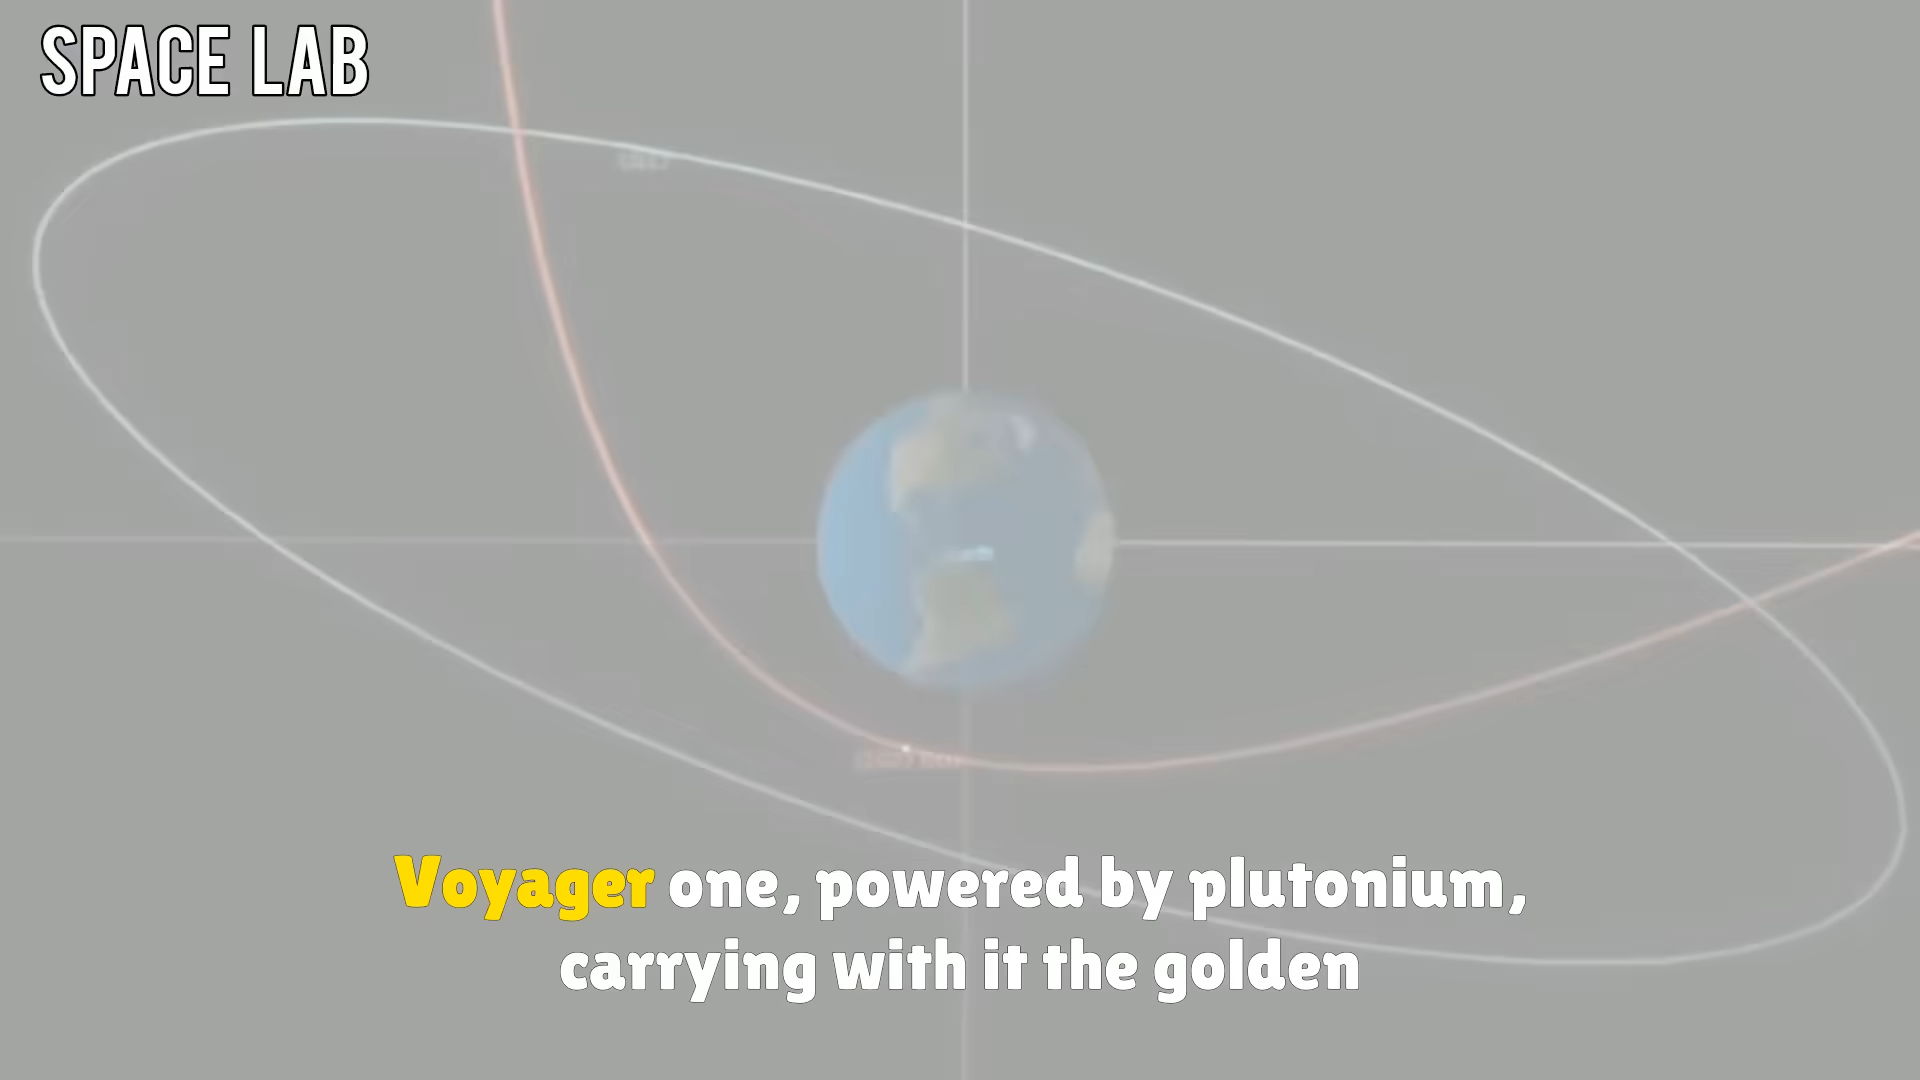 SPACE LAB
Voyager one, powered by plutonium,
carrying with it the golden